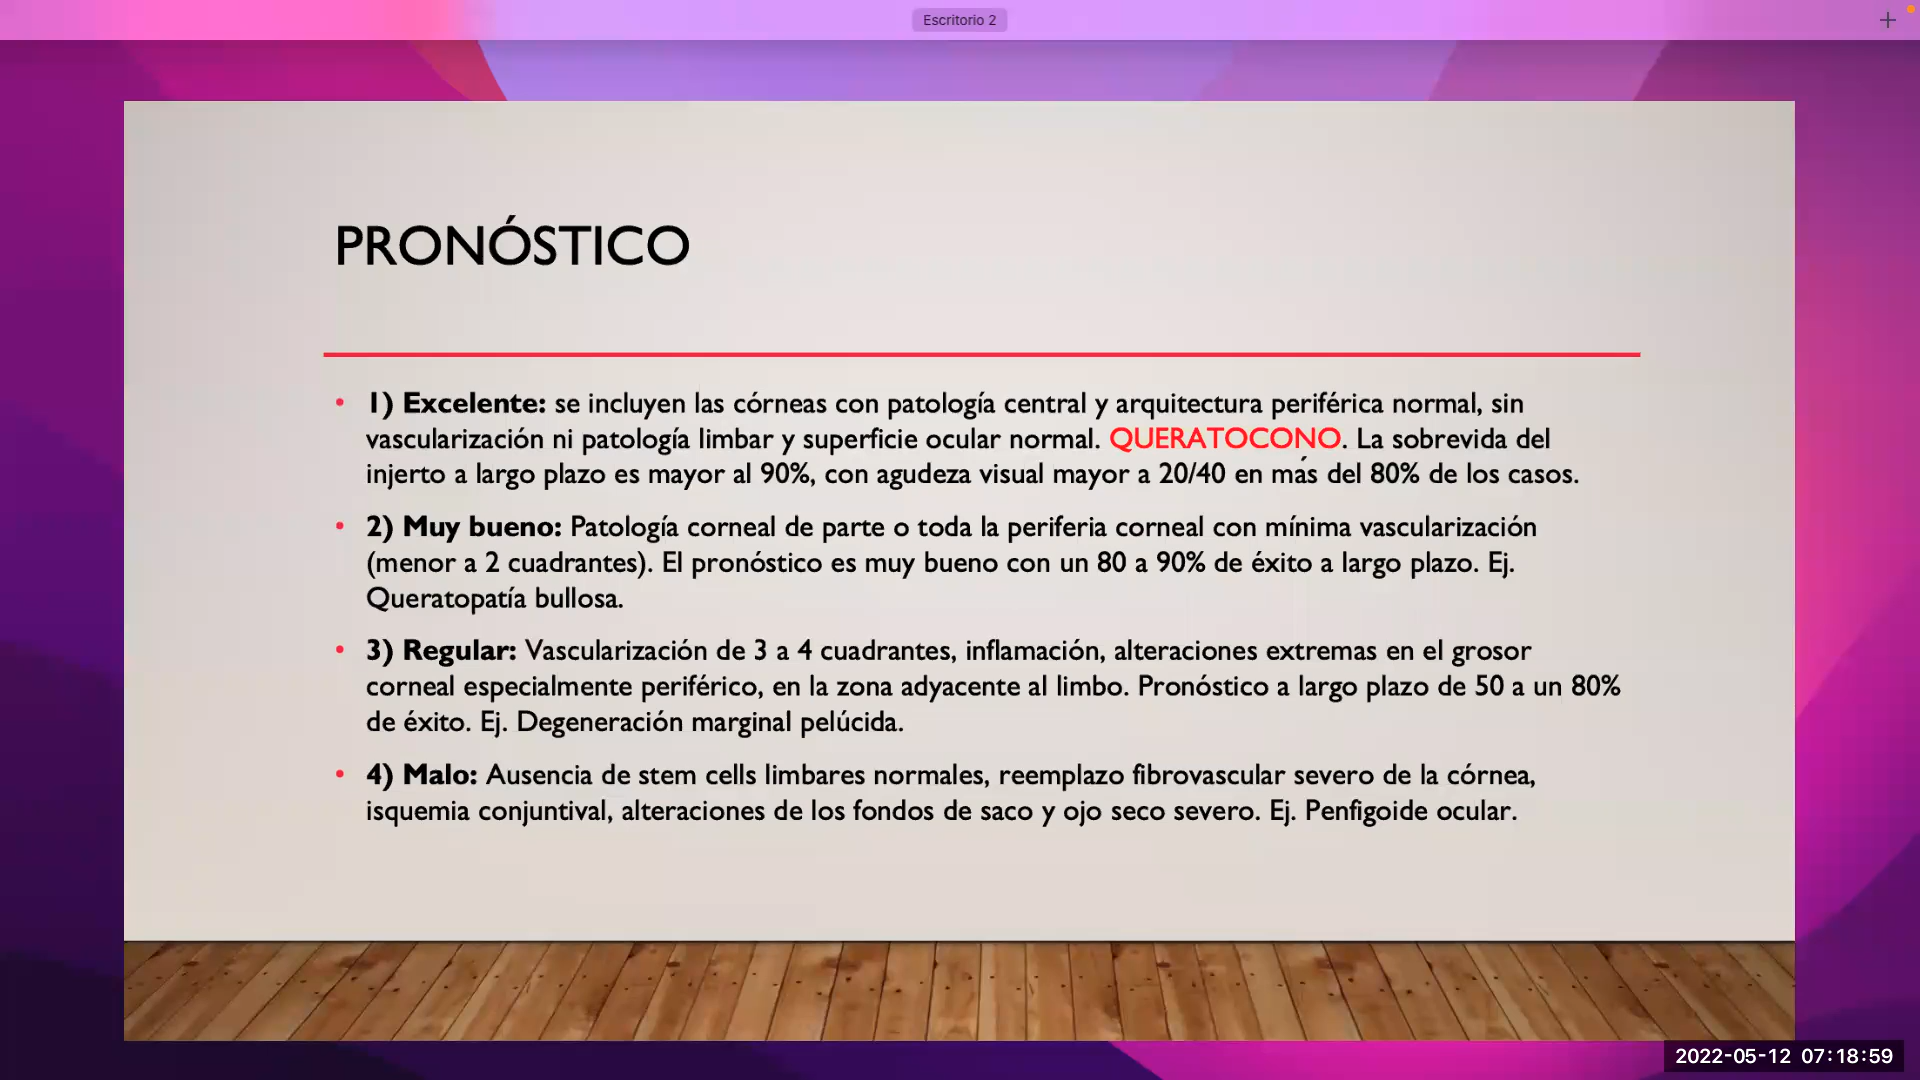 Escritorio 2
PRONÓSTICO
• 1) Excelente: se incluyen las córneas con patología central y arquitectura periférica normal, sin
vascularización ni patología limbar y superficie ocular normal. QUERATOCONO. La sobrevida del
injerto a largo plazo es mayor al 90%, con agudeza visual mayor a 20/40 en más del 80% de los casos.
• 2) Muy bueno: Patología corneal de parte o toda la periferia corneal con mínima vascularización
(menor a 2 cuadrantes). El pronóstico es muy bueno con un 80 a 90% de éxito a largo plazo. Ej.
Queratopatía bullosa.
• 3) Regular: Vascularización de 3 a 4 cuadrantes, inflamación, alteraciones extremas en el grosor
corneal especialmente periférico, en la zona adyacente al limbo. Pronóstico a largo plazo de 50 a un 80%
de éxito. Ej. Degeneración marginal pelúcida.
• 4) Malo: Ausencia de stem cells limbares normales, reemplazo fibrovascular severo de la córnea,
isquemia conjuntival, alteraciones de los fondos de saco y ojo seco severo. Ej. Penfigoide ocular.
2022-05-12 07:18:59